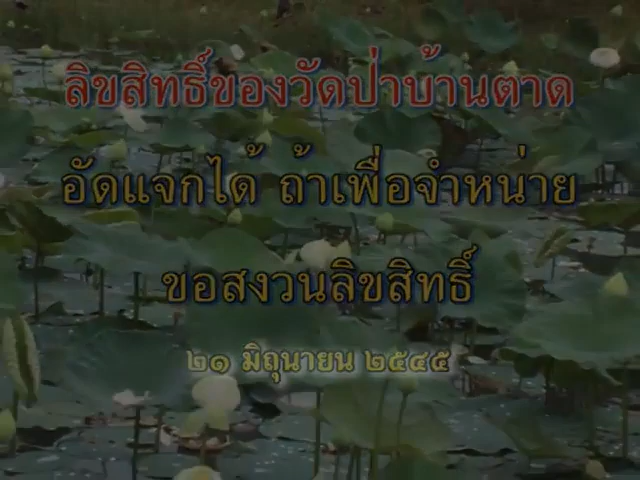 ลิขสิทธิ์ของวัดป่าบ้านตาด
อัดแจกได้ ถ้าเพื่อจำหน่าย
ขอสงวนลิขสิทธิ์
๒๑ มิถุนายน ๒๕๔๕